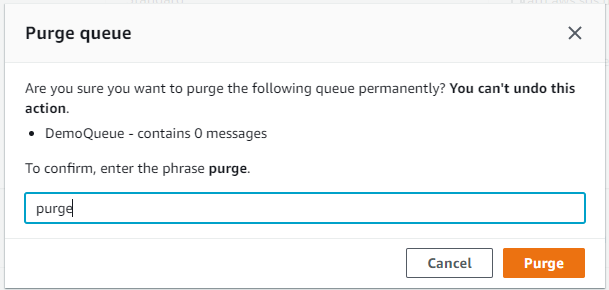 Purge queue
Are you sure you want to purge the following queue permanently? You can't undo this
action.
• DemoQueue - contains 0 messages
To confirm, enter the phrase purge.
purge
Cancel Purge